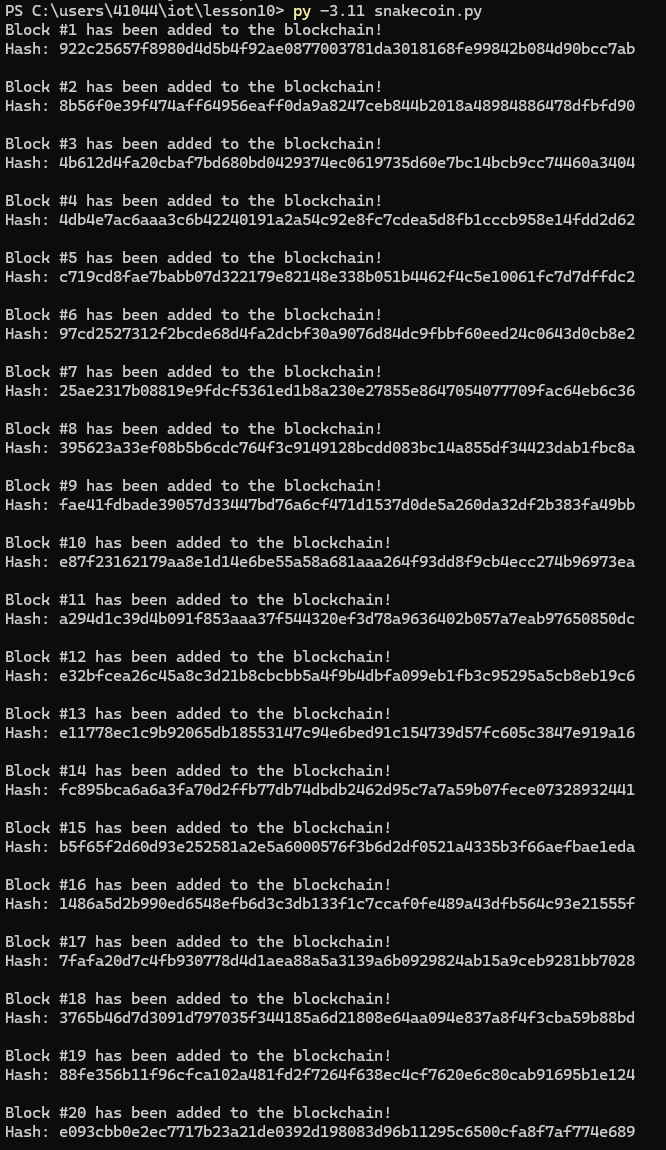 PS C:\users\41044\iot\lesson10> py -3.11 snakecoin.py
Block #1 has been added to the blockchain!
Hash: 922c25657f8980d4d5b4f92ae0877003781da3018168fe99842b084d90bcc7ab
Block #2 has been added to the blockchain!
Hash: 8b56f0e39f474aff64956eaff0da9a8247ceb844b2018a48984886478dfbfd90
Block #3 has been added to the blockchain!
Hash: 4b612d4fa20cbaf7bd680bd0429374ec0619735d60e7bc14bcb9cc74460a3404
Block #4 has been added to the blockchain!
Hash: 4db4e7ac6aaa3c6b42240191a2a54c92e8fc7cdea5d8fb1cccb958e14fdd2d62
Block #5 has been added to the blockchain!
Hash: c719cd8fae7babb07d322179e82148e338b051b4462f4c5e10061fc7d7dffdc2
Block #6 has been added to the blockchain!
Hash: 97cd2527312f2bcde68d4fa2dcbf30a9076d84dc9fbbf60eed24c0643d0cb8e2
Block #7 has been added to the blockchain!
Hash: 25ae2317b08819e9fdcf5361ed1b8a230e27855e8647054077709fac64eb6c36
Block #8 has been added to the blockchain!
Hash: 395623a33ef08b5b6cdc764f3c9149128bcdd083bc14a855df34423dab1fbc8a
Block #9 has been added to the blockchain!
Hash: fae41fdbade39057d33447bd76a6cf471d1537d0de5a260da32df2b383fa49bb
Block #10 has been added to the blockchain!
Hash: e87f23162179aa8e1d14e6be55a58a681aaa264f93dd8f9cb4ecc274b96973ea
Block #11 has been added to the blockchain!
Hash: a294d1c39d4b091f853aaa37f544320ef3d78a9636402b057a7eab97650850dc
Block #12 has been added to the blockchain!
Hash: e32bfcea26c45a8c3d21b8cbcbb5a4f9b4dbfa099eb1fb3c95295a5cb8eb19c6
Block #13 has been added to the blockchain!
Hash: e11778ec1c9b92065db18553147c94e6bed91c154739d57fc605c3847e919a16
Block #14 has been added to the blockchain!
Hash: fc895bca6a6a3fa70d2ffb77db74dbdb2462d95c7a7a59b07fece07328932441
Block #15 has been added to the blockchain!
Hash: b5f65f2d60d93e252581a2e5a6000576f3b6d2df0521a4335b3f66aefbae1eda
Block #16 has been added to the blockchain!
Hash: 1486a5d2b990ed6548efb6d3c3db133f1c7ccaf0fe489a43dfb564c93e21555f
Block #17 has been added to the blockchain!
Hash: 7fafa20d7c4fb930778d4d1aea88a5a3139a6b0929824ab15a9ceb9281bb7028
Block #18 has been added to the blockchain!
Hash: 3765b46d7d3091d797035f344185a6d21808e64aa094e837a8f4f3cba59b88bd
Block #19 has been added to the blockchain!
Hash: 88fe356b11f96cfca102a481fd2f7264f638ec4cf7620e6c80cab91695b1e124
Block #20 has been added to the blockchain!
Hash: e093cbb0e2ec7717b23a21de0392d198083d96b11295c6500cfa8f7af774e689